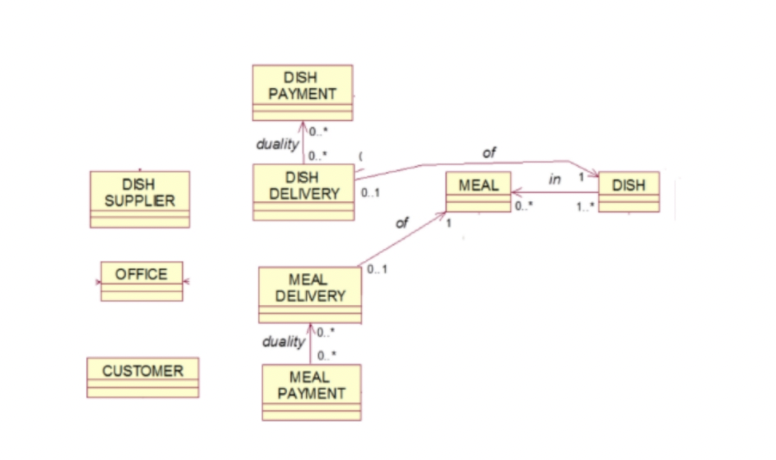 DISH
PAYMENT
0..*
duality
0..*
DISH
DELIVERY
0..1
of
1
in
MEAL
0..*
DISH
1..*
DISH
SUPPLIER
of
1
OFFICE
0..1
MEAL
DELIVERY
0..*
duality
0..*
CUSTOMER
MEAL
PAYMENT